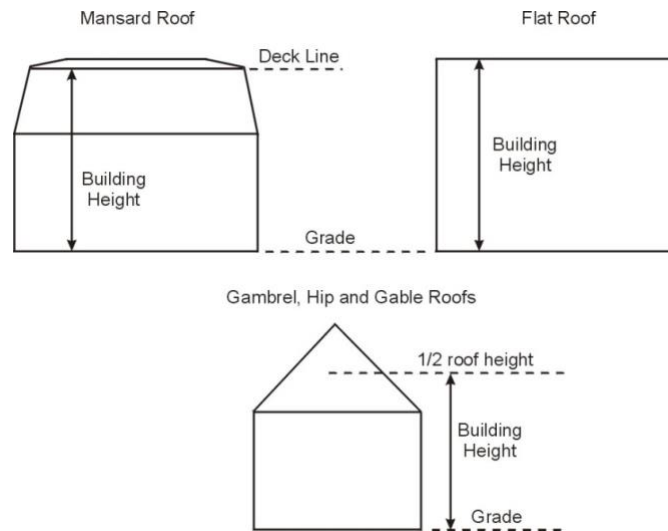 Mansard Roof
Flat Roof
Deck Line
Building
Height
Building
Height
Grade
Gambrel, Hip and Gable Roofs
1/2 roof height
Building
Height
Grade